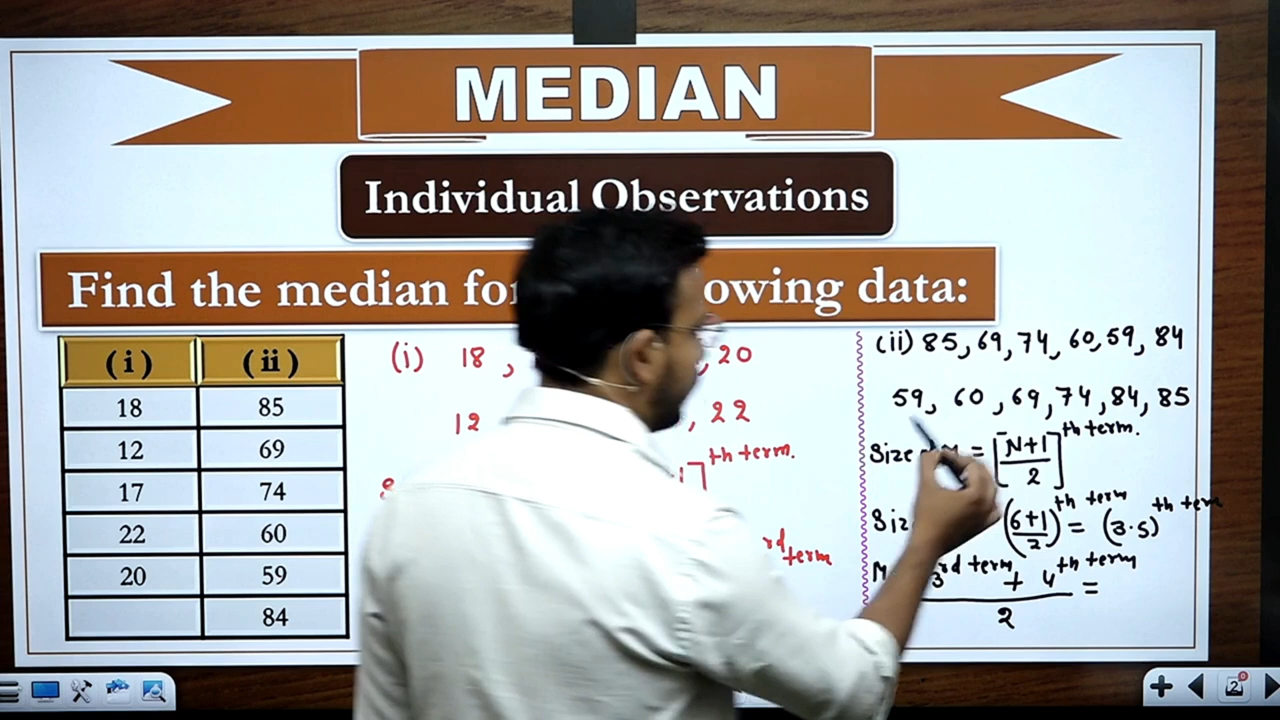 MEDIAN
Individual Observations
Find the median for owing data:
(i) (ii)
18 85
12 69
17 74
22 60
20 59
84
(i) 18 , , 20
12 , 22
]th term.
rd term
(ii) 85, 69, 74, 60, 59, 84
59, 60, 69, 74, 84, 85
Size = [N+1/2]th term.
Siz (6+1/2)th term = (3.5)th term
M 3rd term + 4th term / 2 =
2